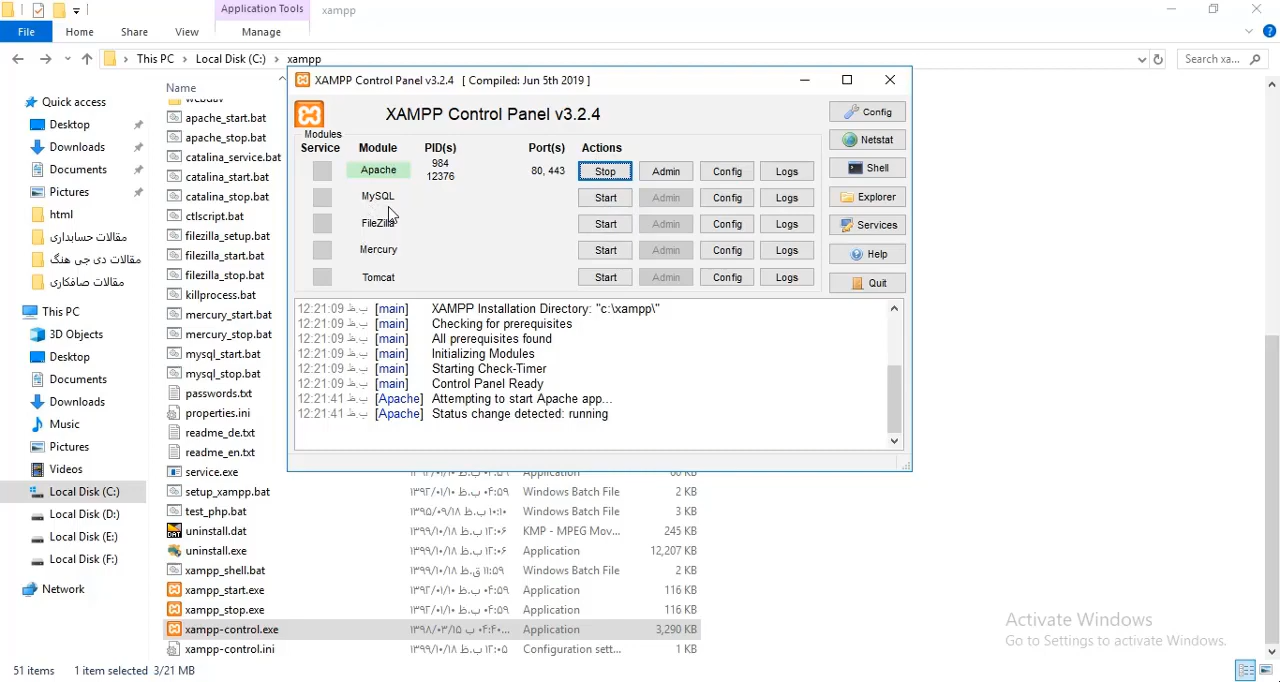 Application Tools xampp
File Home Share View Manage
This PC › Local Disk (C:) › xampp
Search xa...
Quick access
Desktop
Downloads
Documents
Pictures
html
مقالات حسابداری
مقالات دی جی هنگ
مقالات صافکاری
This PC
3D Objects
Desktop
Documents
Downloads
Music
Pictures
Videos
Local Disk (C:)
Local Disk (D:)
Local Disk (E:)
Local Disk (F:)
Network
Name
webdav
apache_start.bat
apache_stop.bat
catalina_service.bat
catalina_start.bat
catalina_stop.bat
ctlscript.bat
filezilla_setup.bat
filezilla_start.bat
filezilla_stop.bat
killprocess.bat
mercury_start.bat
mercury_stop.bat
mysql_start.bat
mysql_stop.bat
passwords.txt
properties.ini
readme_de.txt
readme_en.txt
service.exe Application 60 KB
setup_xampp.bat Windows Batch File 2 KB
test_php.bat Windows Batch File 3 KB
uninstall.dat KMP - MPEG Mov... 245 KB
uninstall.exe Application 12,207 KB
xampp_shell.bat Windows Batch File 2 KB
xampp_start.exe Application 116 KB
xampp_stop.exe Application 116 KB
xampp-control.exe Application 3,290 KB
xampp-control.ini Configuration sett... 1 KB
51 items 1 item selected 3/21 MB
XAMPP Control Panel v3.2.4 [ Compiled: Jun 5th 2019 ]
XAMPP Control Panel v3.2.4
Modules
Service Module PID(s) Port(s) Actions
Apache 984 12376 80, 443 Stop Admin Config Logs
MySQL Start Admin Config Logs
FileZilla Start Admin Config Logs
Mercury Start Admin Config Logs
Tomcat Start Admin Config Logs
Config
Netstat
Shell
Explorer
Services
Help
Quit
12:21:09 ب.ظ [main] XAMPP Installation Directory: "c:\xampp\"
12:21:09 ب.ظ [main] Checking for prerequisites
12:21:09 ب.ظ [main] All prerequisites found
12:21:09 ب.ظ [main] Initializing Modules
12:21:09 ب.ظ [main] Starting Check-Timer
12:21:09 ب.ظ [main] Control Panel Ready
12:21:41 ب.ظ [Apache] Attempting to start Apache app...
12:21:41 ب.ظ [Apache] Status change detected: running
Activate Windows
Go to Settings to activate Windows.